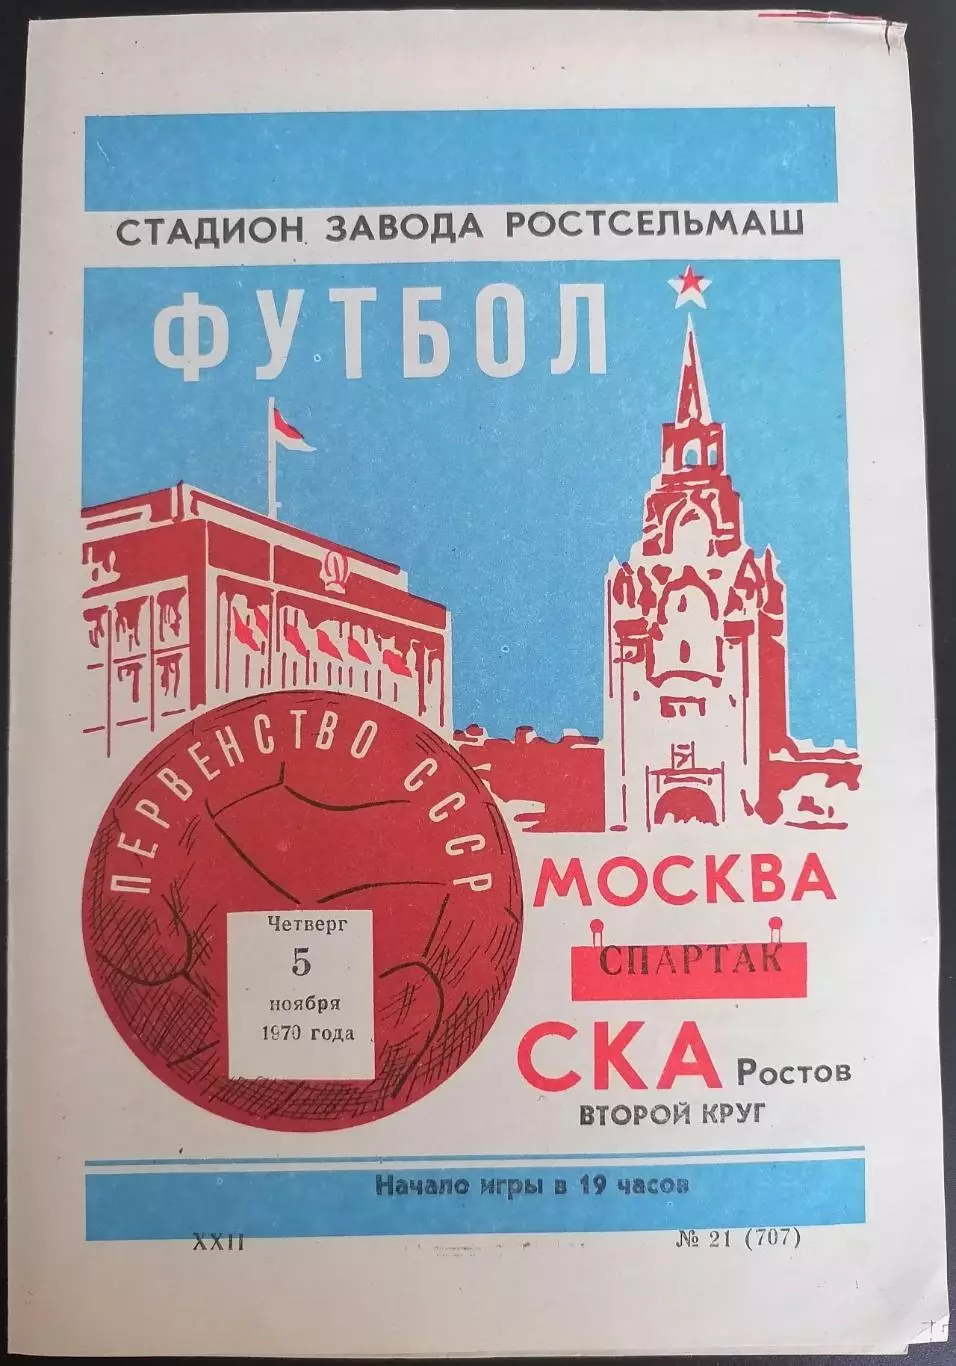 СТАДИОН ЗАВОДА РОСТСЕЛЬМАШ
ФУТБОЛ
ПЕРВЕНСТВО СССР
Четверг
5
ноября
1970 года
МОСКВА
СПАРТАК
СКА Ростов
ВТОРОЙ КРУГ
Начало игры в 19 часов
XXII № 21 (707)